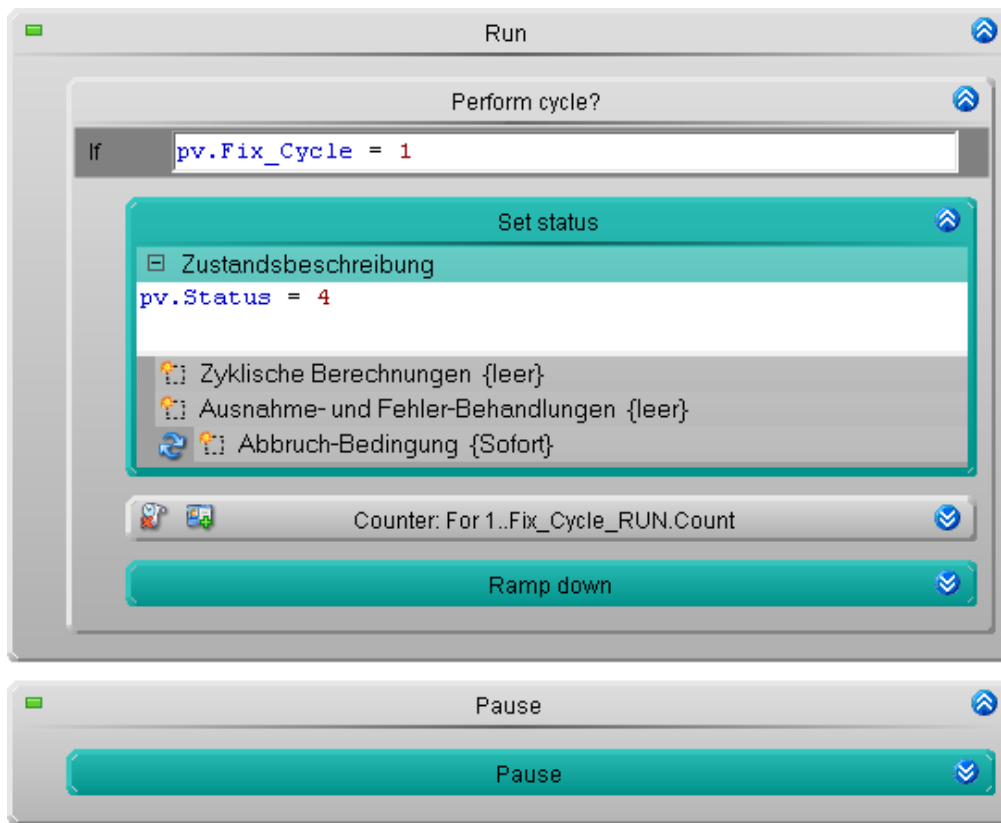 Run
Perform cycle?
If pv.Fix_Cycle = 1
Set status
Zustandsbeschreibung
pv.Status = 4
Zyklische Berechnungen {leer}
Ausnahme- und Fehler-Behandlungen {leer}
Abbruch-Bedingung {Sofort}
Counter: For 1..Fix_Cycle_RUN.Count
Ramp down
Pause
Pause